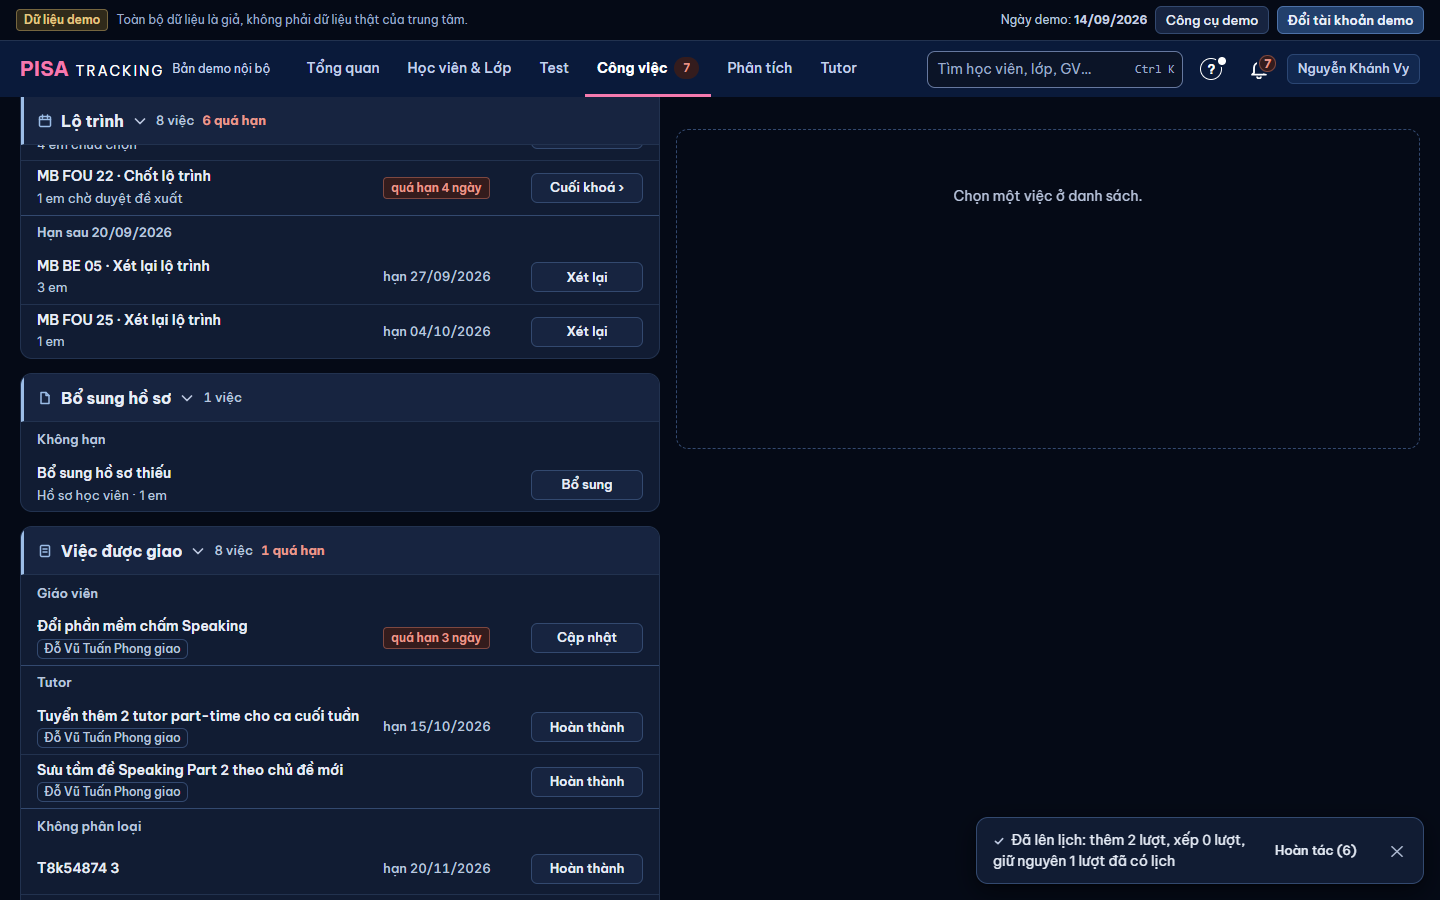 Dữ liệu demo Toàn bộ dữ liệu là giả, không phải dữ liệu thật của trung tâm. Ngày demo: 14/09/2026 Công cụ demo Đổi tài khoản demo
PISA TRACKING Bản demo nội bộ Tổng quan Học viên & Lớp Test Công việc 7 Phân tích Tutor Tìm học viên, lớp, GV... Ctrl K ? 7 Nguyễn Khánh Vy
Lộ trình 8 việc 6 quá hạn
4 em chưa chọn
MB FOU 22 · Chốt lộ trình
1 em chờ duyệt đề xuất
quá hạn 4 ngày Cuối khoá ›
Hạn sau 20/09/2026
MB BE 05 · Xét lại lộ trình
3 em
hạn 27/09/2026 Xét lại
MB FOU 25 · Xét lại lộ trình
1 em
hạn 04/10/2026 Xét lại
Bổ sung hồ sơ 1 việc
Không hạn
Bổ sung hồ sơ thiếu
Hồ sơ học viên · 1 em
Bổ sung
Việc được giao 8 việc 1 quá hạn
Giáo viên
Đổi phần mềm chấm Speaking
Đỗ Vũ Tuấn Phong giao
quá hạn 3 ngày Cập nhật
Tutor
Tuyển thêm 2 tutor part-time cho ca cuối tuần
Đỗ Vũ Tuấn Phong giao
hạn 15/10/2026 Hoàn thành
Sưu tầm đề Speaking Part 2 theo chủ đề mới
Đỗ Vũ Tuấn Phong giao
Hoàn thành
Không phân loại
T8k54874 3 hạn 20/11/2026 Hoàn thành
Chọn một việc ở danh sách.
Đã lên lịch: thêm 2 lượt, xếp 0 lượt,
giữ nguyên 1 lượt đã có lịch
Hoàn tác (6)